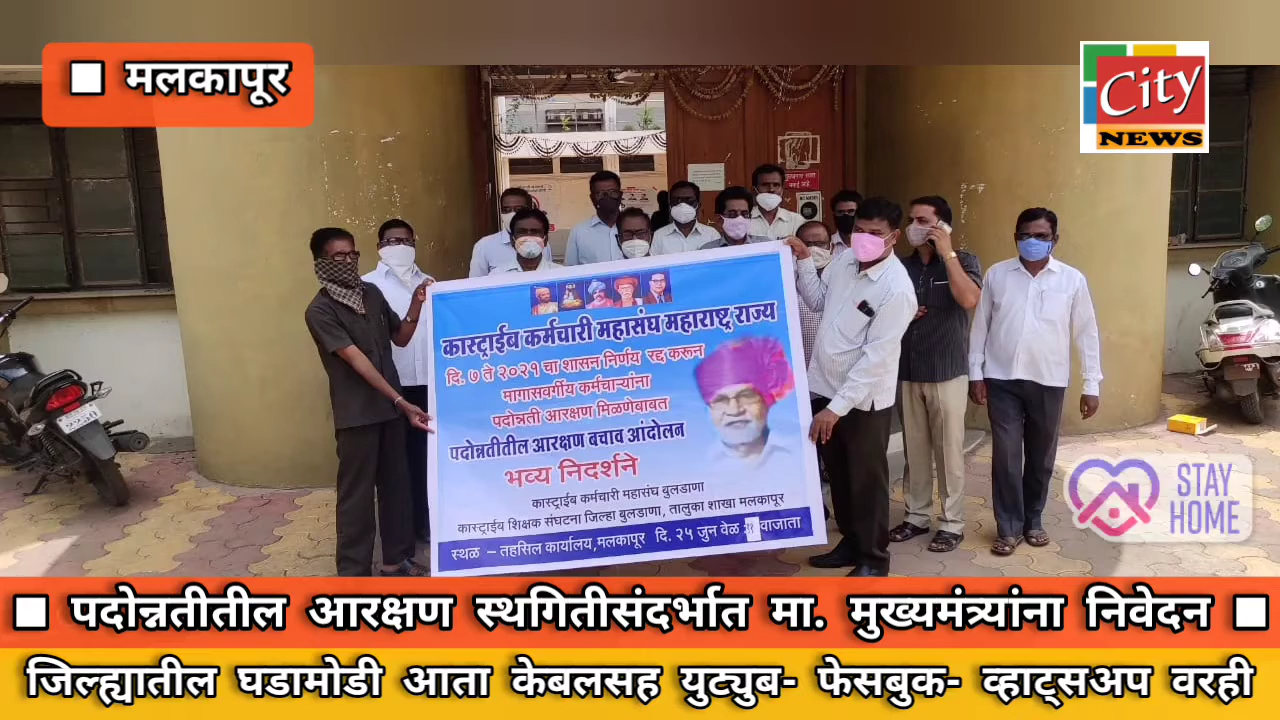 ■ मलकापूर
City
NEWS
कास्ट्राईब कर्मचारी महासंघ महाराष्ट्र राज्य
दि. ७ ते २०२१ चा शासन निर्णय रद्द करून
मागासवर्गीय कर्मचाऱ्यांना
पदोन्नती आरक्षण मिळणेबाबत
पदोन्नतीतील आरक्षण बचाव आंदोलन
भव्य निदर्शने
कास्ट्राईब कर्मचारी महासंघ बुलडाणा
कास्ट्राईब शिक्षक संघटना जिल्हा बुलडाणा, तालुका शाखा मलकापूर
स्थळ – तहसिल कार्यालय,मलकापूर दि. २५ जुन वेळ वाजाता
STAY
HOME
■ पदोन्नतीतील आरक्षण स्थगितीसंदर्भात मा. मुख्यमंत्र्यांना निवेदन ■
जिल्ह्यातील घडामोडी आता केबलसह युट्युब- फेसबुक- व्हाट्सअप वरही